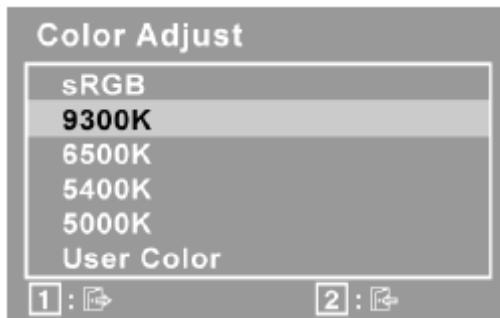 Color Adjust
sRGB
9300K
6500K
5400K
5000K
User Color
1 : 2 :